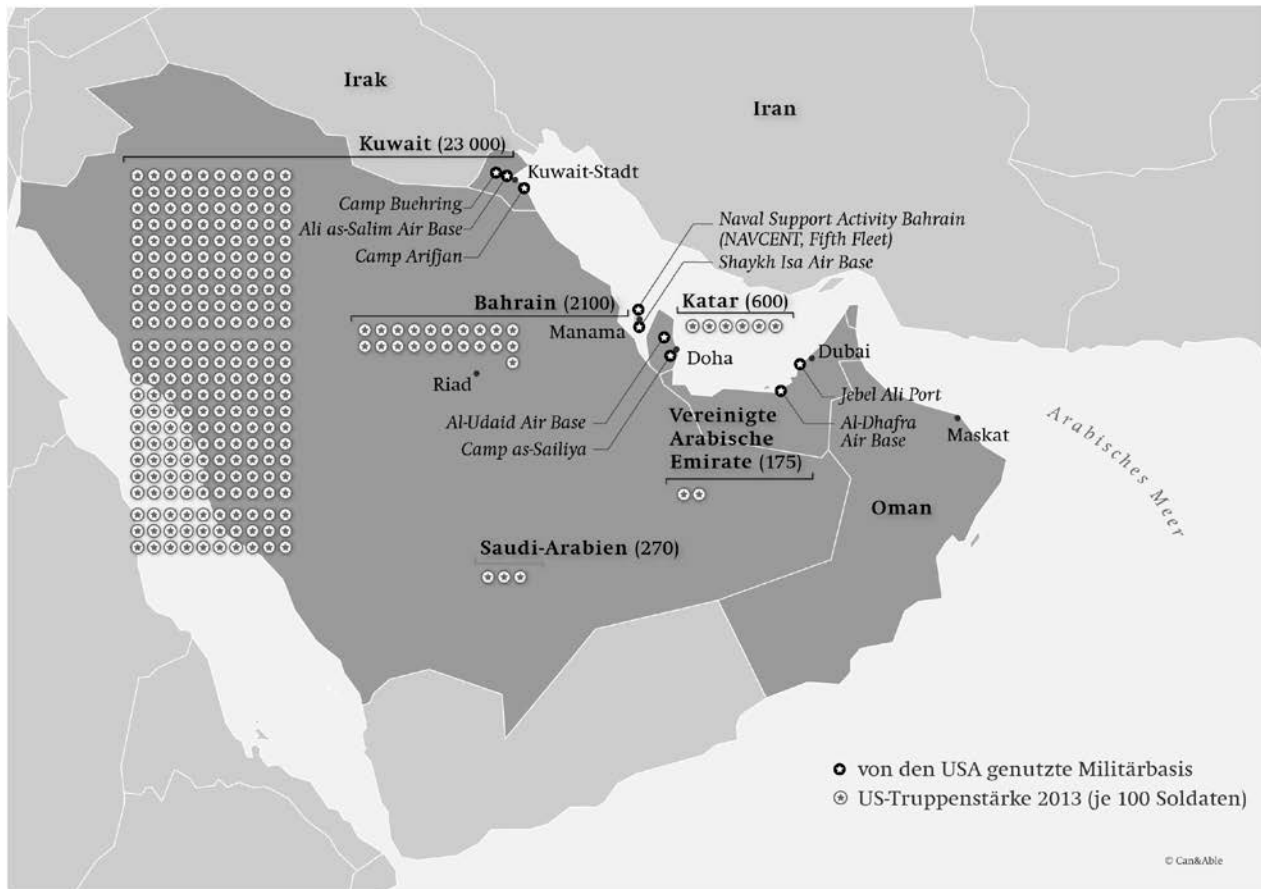 Irak
Iran
Kuwait (23 000)
Kuwait-Stadt
Camp Buehring
Ali as-Salim Air Base
Camp Arifjan
Naval Support Activity Bahrain
(NAVCENT, Fifth Fleet)
Shaykh Isa Air Base
Bahrain (2100)
Katar (600)
Manama
Doha
Dubai
Riad
Jebel Ali Port
Al-Udaid Air Base
Camp as-Sailiya
Vereinigte
Arabische
Emirate (175)
Al-Dhafra
Air Base
Maskat
Arabisches Meer
Oman
Saudi-Arabien (270)
von den USA genutzte Militärbasis
US-Truppenstärke 2013 (je 100 Soldaten)
© Can&Able